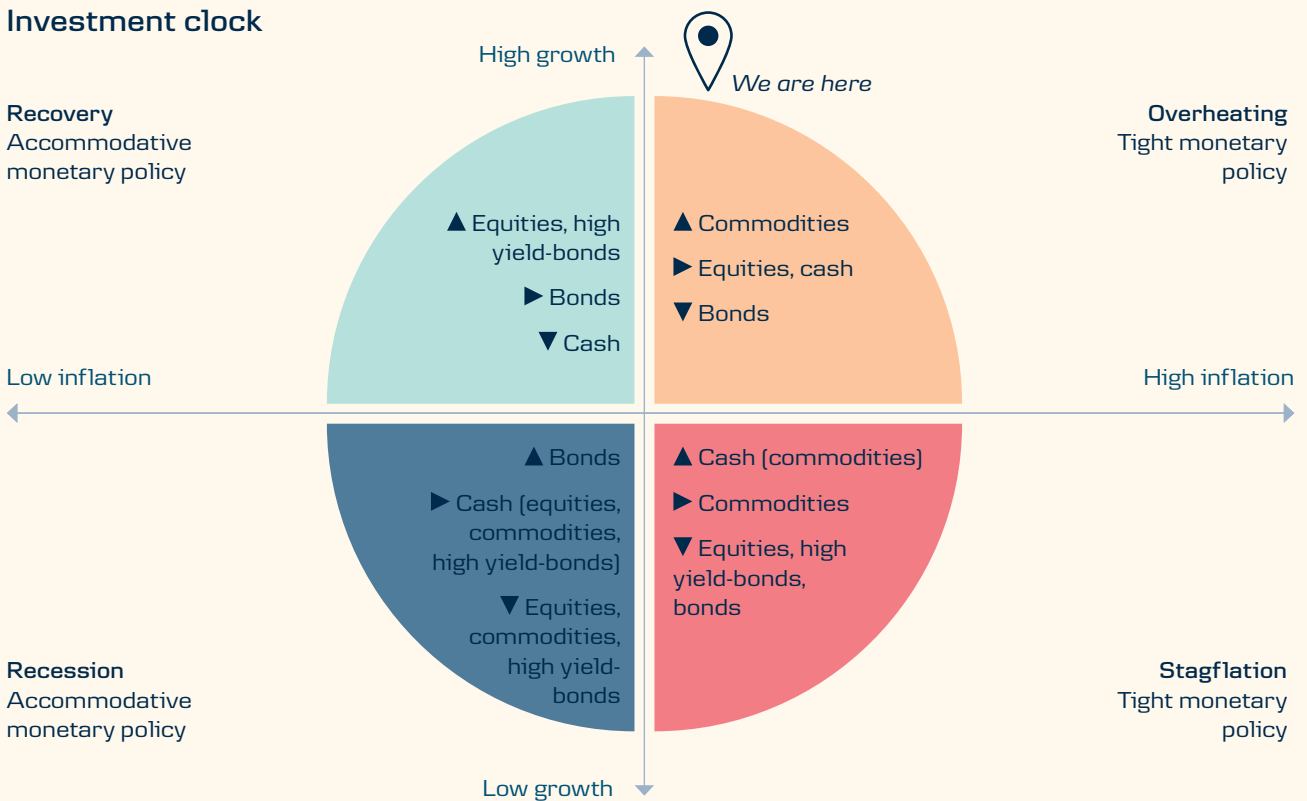 Investment clock
High growth
We are here
Recovery
Accommodative
monetary policy
Overheating
Tight monetary
policy
▲ Equities, high
yield-bonds
► Bonds
▼ Cash
▲ Commodities
► Equities, cash
▼ Bonds
Low inflation
High inflation
▲ Bonds
► Cash (equities,
commodities,
high yield-bonds)
▼ Equities,
commodities,
high yield-
bonds
▲ Cash (commodities)
► Commodities
▼ Equities, high
yield-bonds,
bonds
Recession
Accommodative
monetary policy
Stagflation
Tight monetary
policy
Low growth